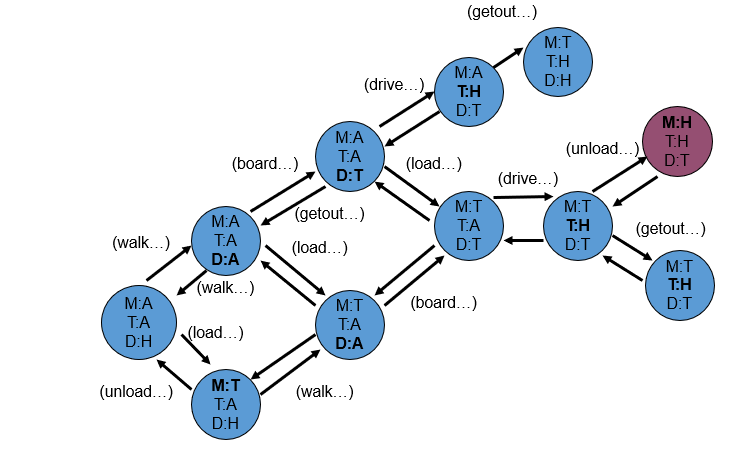 (getout…)
M:T
T:H
D:H
M:A
T:H
D:T
(drive…)
M:H
T:H
D:T
(unload…)
M:A
T:A
D:T
(board…)
(load…)
(drive…)
M:T
T:A
D:T
M:T
T:H
D:T
(getout…)
(getout…)
M:A
T:A
D:A
(walk…)
(load…)
M:T
T:H
D:T
(walk…)
M:A
T:A
D:H
(board…)
M:T
T:A
D:A
(load…)
M:T
T:A
D:H
(unload…)
(walk…)